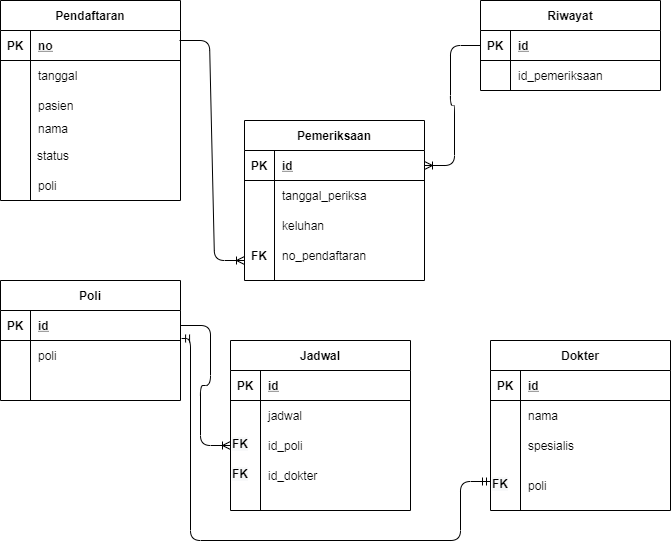 Pendaftaran
PK no
tanggal
pasien
nama
status
poli
Riwayat
PK id
id_pemeriksaan
Pemeriksaan
PK id
tanggal_periksa
keluhan
FK no_pendaftaran
Poli
PK id
poli
Jadwal
PK id
jadwal
FK id_poli
FK id_dokter
Dokter
PK id
nama
spesialis
FK poli